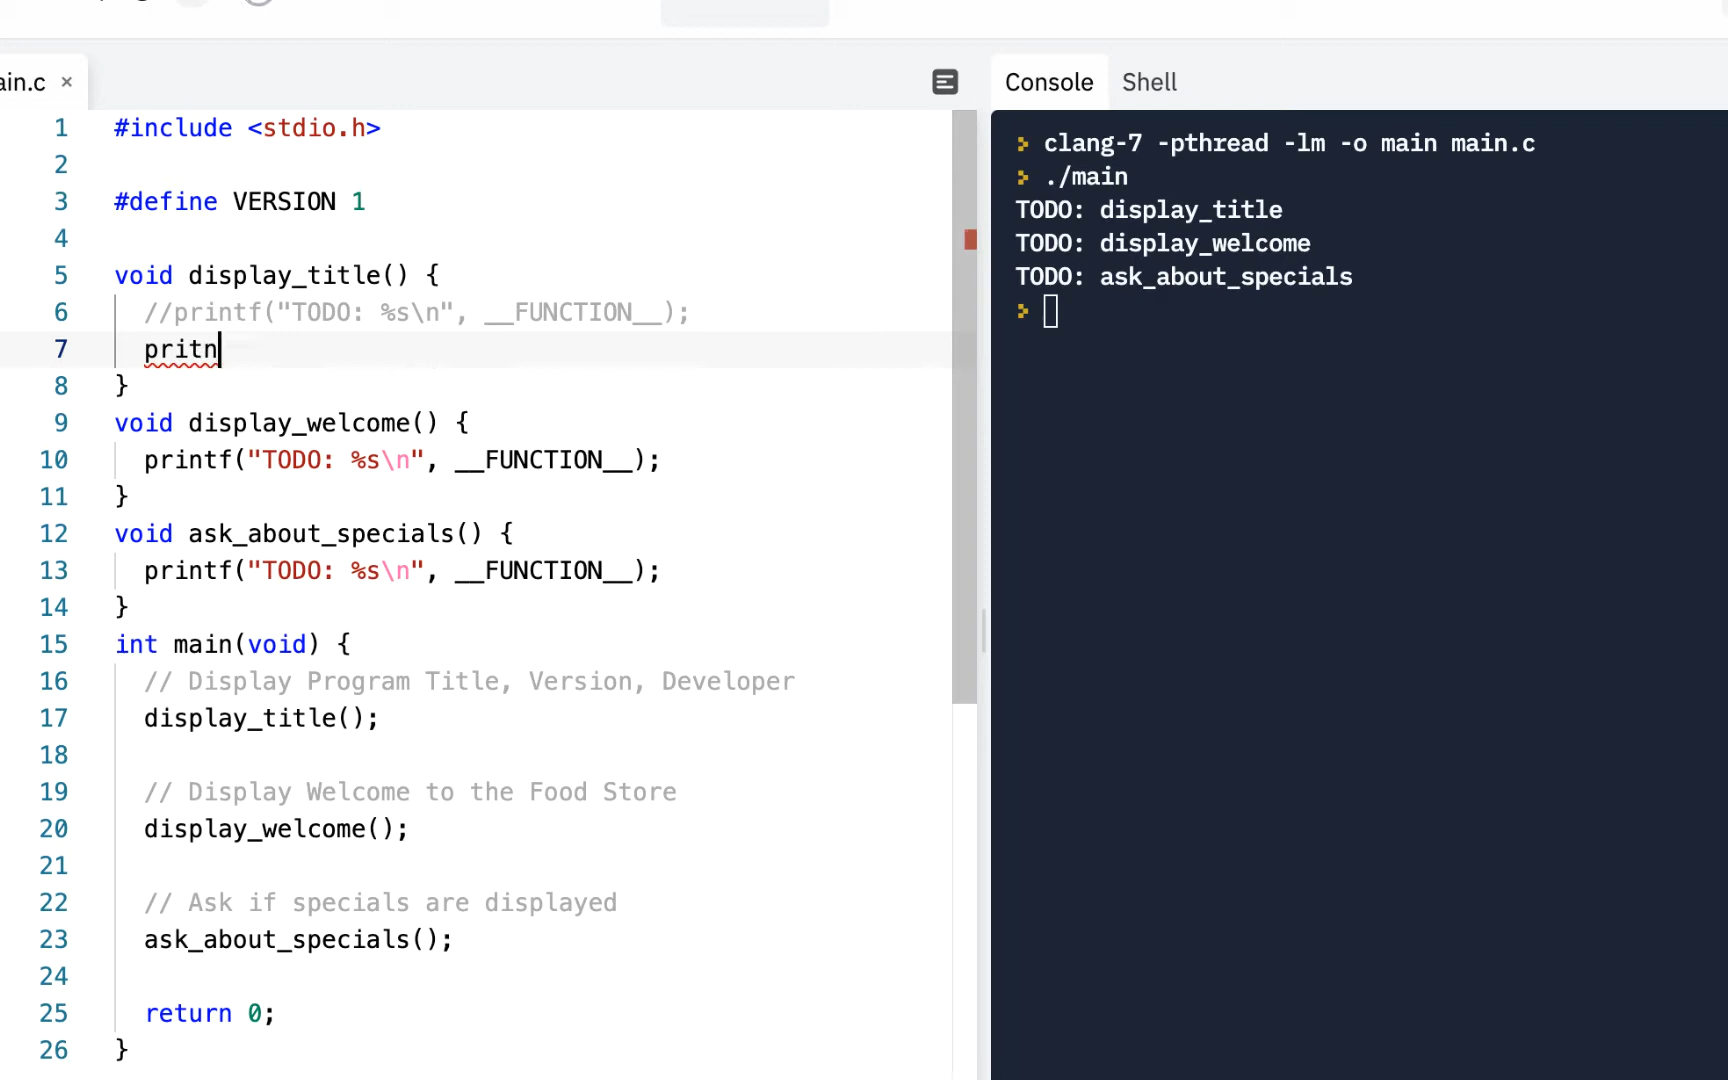 ain.c ×
1 #include <stdio.h>
2
3 #define VERSION 1
4
5 void display_title() {
6 //printf("TODO: %s\n", __FUNCTION__);
7 pritn
8 }
9 void display_welcome() {
10 printf("TODO: %s\n", __FUNCTION__);
11 }
12 void ask_about_specials() {
13 printf("TODO: %s\n", __FUNCTION__);
14 }
15 int main(void) {
16 // Display Program Title, Version, Developer
17 display_title();
18
19 // Display Welcome to the Food Store
20 display_welcome();
21
22 // Ask if specials are displayed
23 ask_about_specials();
24
25 return 0;
26 }
Console Shell
clang-7 -pthread -lm -o main main.c
./main
TODO: display_title
TODO: display_welcome
TODO: ask_about_specials